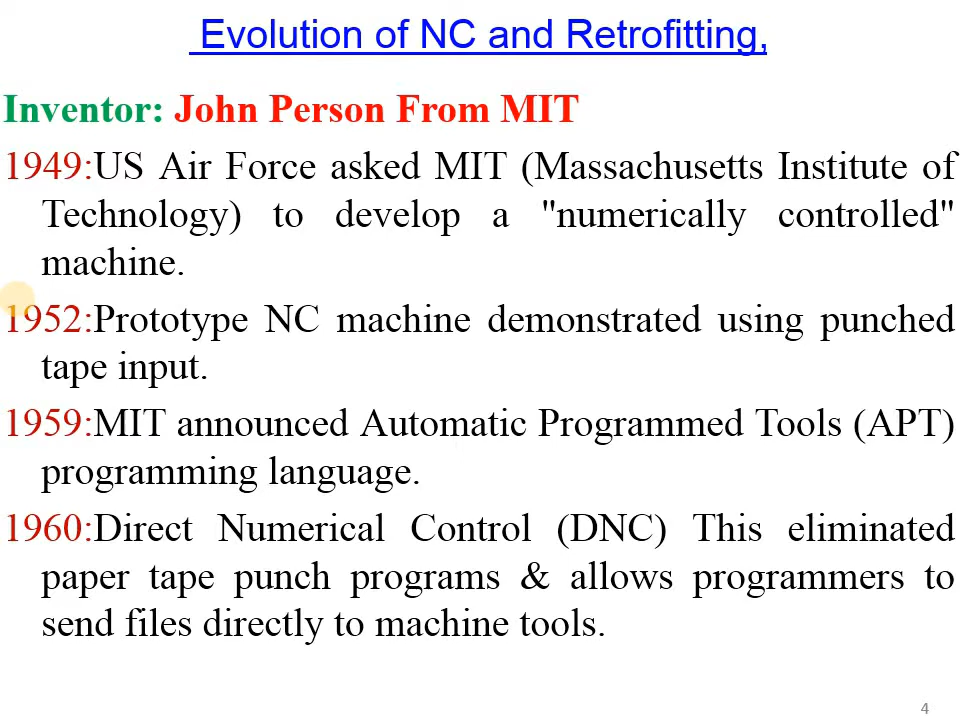 Evolution of NC and Retrofitting,
Inventor: John Person From MIT
1949:US Air Force asked MIT (Massachusetts Institute of
Technology) to develop a "numerically controlled"
machine.
1952:Prototype NC machine demonstrated using punched
tape input.
1959:MIT announced Automatic Programmed Tools (APT)
programming language.
1960:Direct Numerical Control (DNC) This eliminated
paper tape punch programs & allows programmers to
send files directly to machine tools.
4